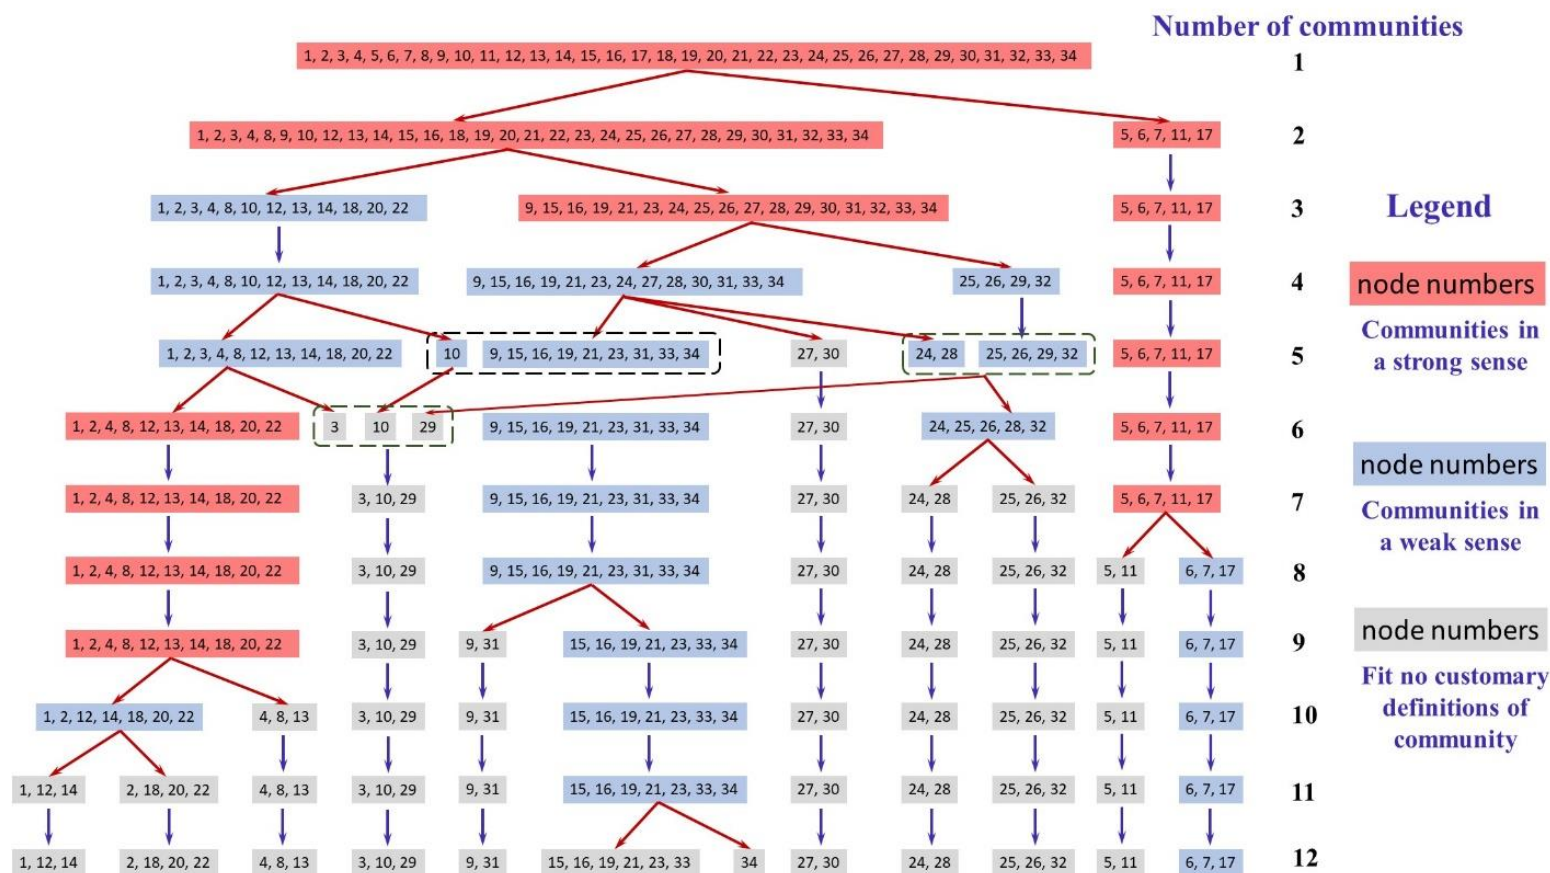 Number of communities
1, 2, 3, 4, 5, 6, 7, 8, 9, 10, 11, 12, 13, 14, 15, 16, 17, 18, 19, 20, 21, 22, 23, 24, 25, 26, 27, 28, 29, 30, 31, 32, 33, 34 1
1, 2, 3, 4, 8, 9, 10, 12, 13, 14, 15, 16, 18, 19, 20, 21, 22, 23, 24, 25, 26, 27, 28, 29, 30, 31, 32, 33, 34 5, 6, 7, 11, 17 2
1, 2, 3, 4, 8, 10, 12, 13, 14, 18, 20, 22 9, 15, 16, 19, 21, 23, 24, 25, 26, 27, 28, 29, 30, 31, 32, 33, 34 5, 6, 7, 11, 17 3
1, 2, 3, 4, 8, 10, 12, 13, 14, 18, 20, 22 9, 15, 16, 19, 21, 23, 24, 27, 28, 30, 31, 33, 34 25, 26, 29, 32 5, 6, 7, 11, 17 4
1, 2, 3, 4, 8, 12, 13, 14, 18, 20, 22 10 9, 15, 16, 19, 21, 23, 31, 33, 34 27, 30 24, 28 25, 26, 29, 32 5, 6, 7, 11, 17 5
1, 2, 4, 8, 12, 13, 14, 18, 20, 22 3 10 29 9, 15, 16, 19, 21, 23, 31, 33, 34 27, 30 24, 25, 26, 28, 32 5, 6, 7, 11, 17 6
1, 2, 4, 8, 12, 13, 14, 18, 20, 22 3, 10, 29 9, 15, 16, 19, 21, 23, 31, 33, 34 27, 30 24, 28 25, 26, 32 5, 6, 7, 11, 17 7
1, 2, 4, 8, 12, 13, 14, 18, 20, 22 3, 10, 29 9, 15, 16, 19, 21, 23, 31, 33, 34 27, 30 24, 28 25, 26, 32 5, 11 6, 7, 17 8
1, 2, 4, 8, 12, 13, 14, 18, 20, 22 3, 10, 29 9, 31 15, 16, 19, 21, 23, 33, 34 27, 30 24, 28 25, 26, 32 5, 11 6, 7, 17 9
1, 2, 12, 14, 18, 20, 22 4, 8, 13 3, 10, 29 9, 31 15, 16, 19, 21, 23, 33, 34 27, 30 24, 28 25, 26, 32 5, 11 6, 7, 17 10
1, 12, 14 2, 18, 20, 22 4, 8, 13 3, 10, 29 9, 31 15, 16, 19, 21, 23, 33, 34 27, 30 24, 28 25, 26, 32 5, 11 6, 7, 17 11
1, 12, 14 2, 18, 20, 22 4, 8, 13 3, 10, 29 9, 31 15, 16, 19, 21, 23, 33 34 27, 30 24, 28 25, 26, 32 5, 11 6, 7, 17 12
Legend
node numbers
Communities in
a strong sense
node numbers
Communities in
a weak sense
node numbers
Fit no customary
definitions of
community